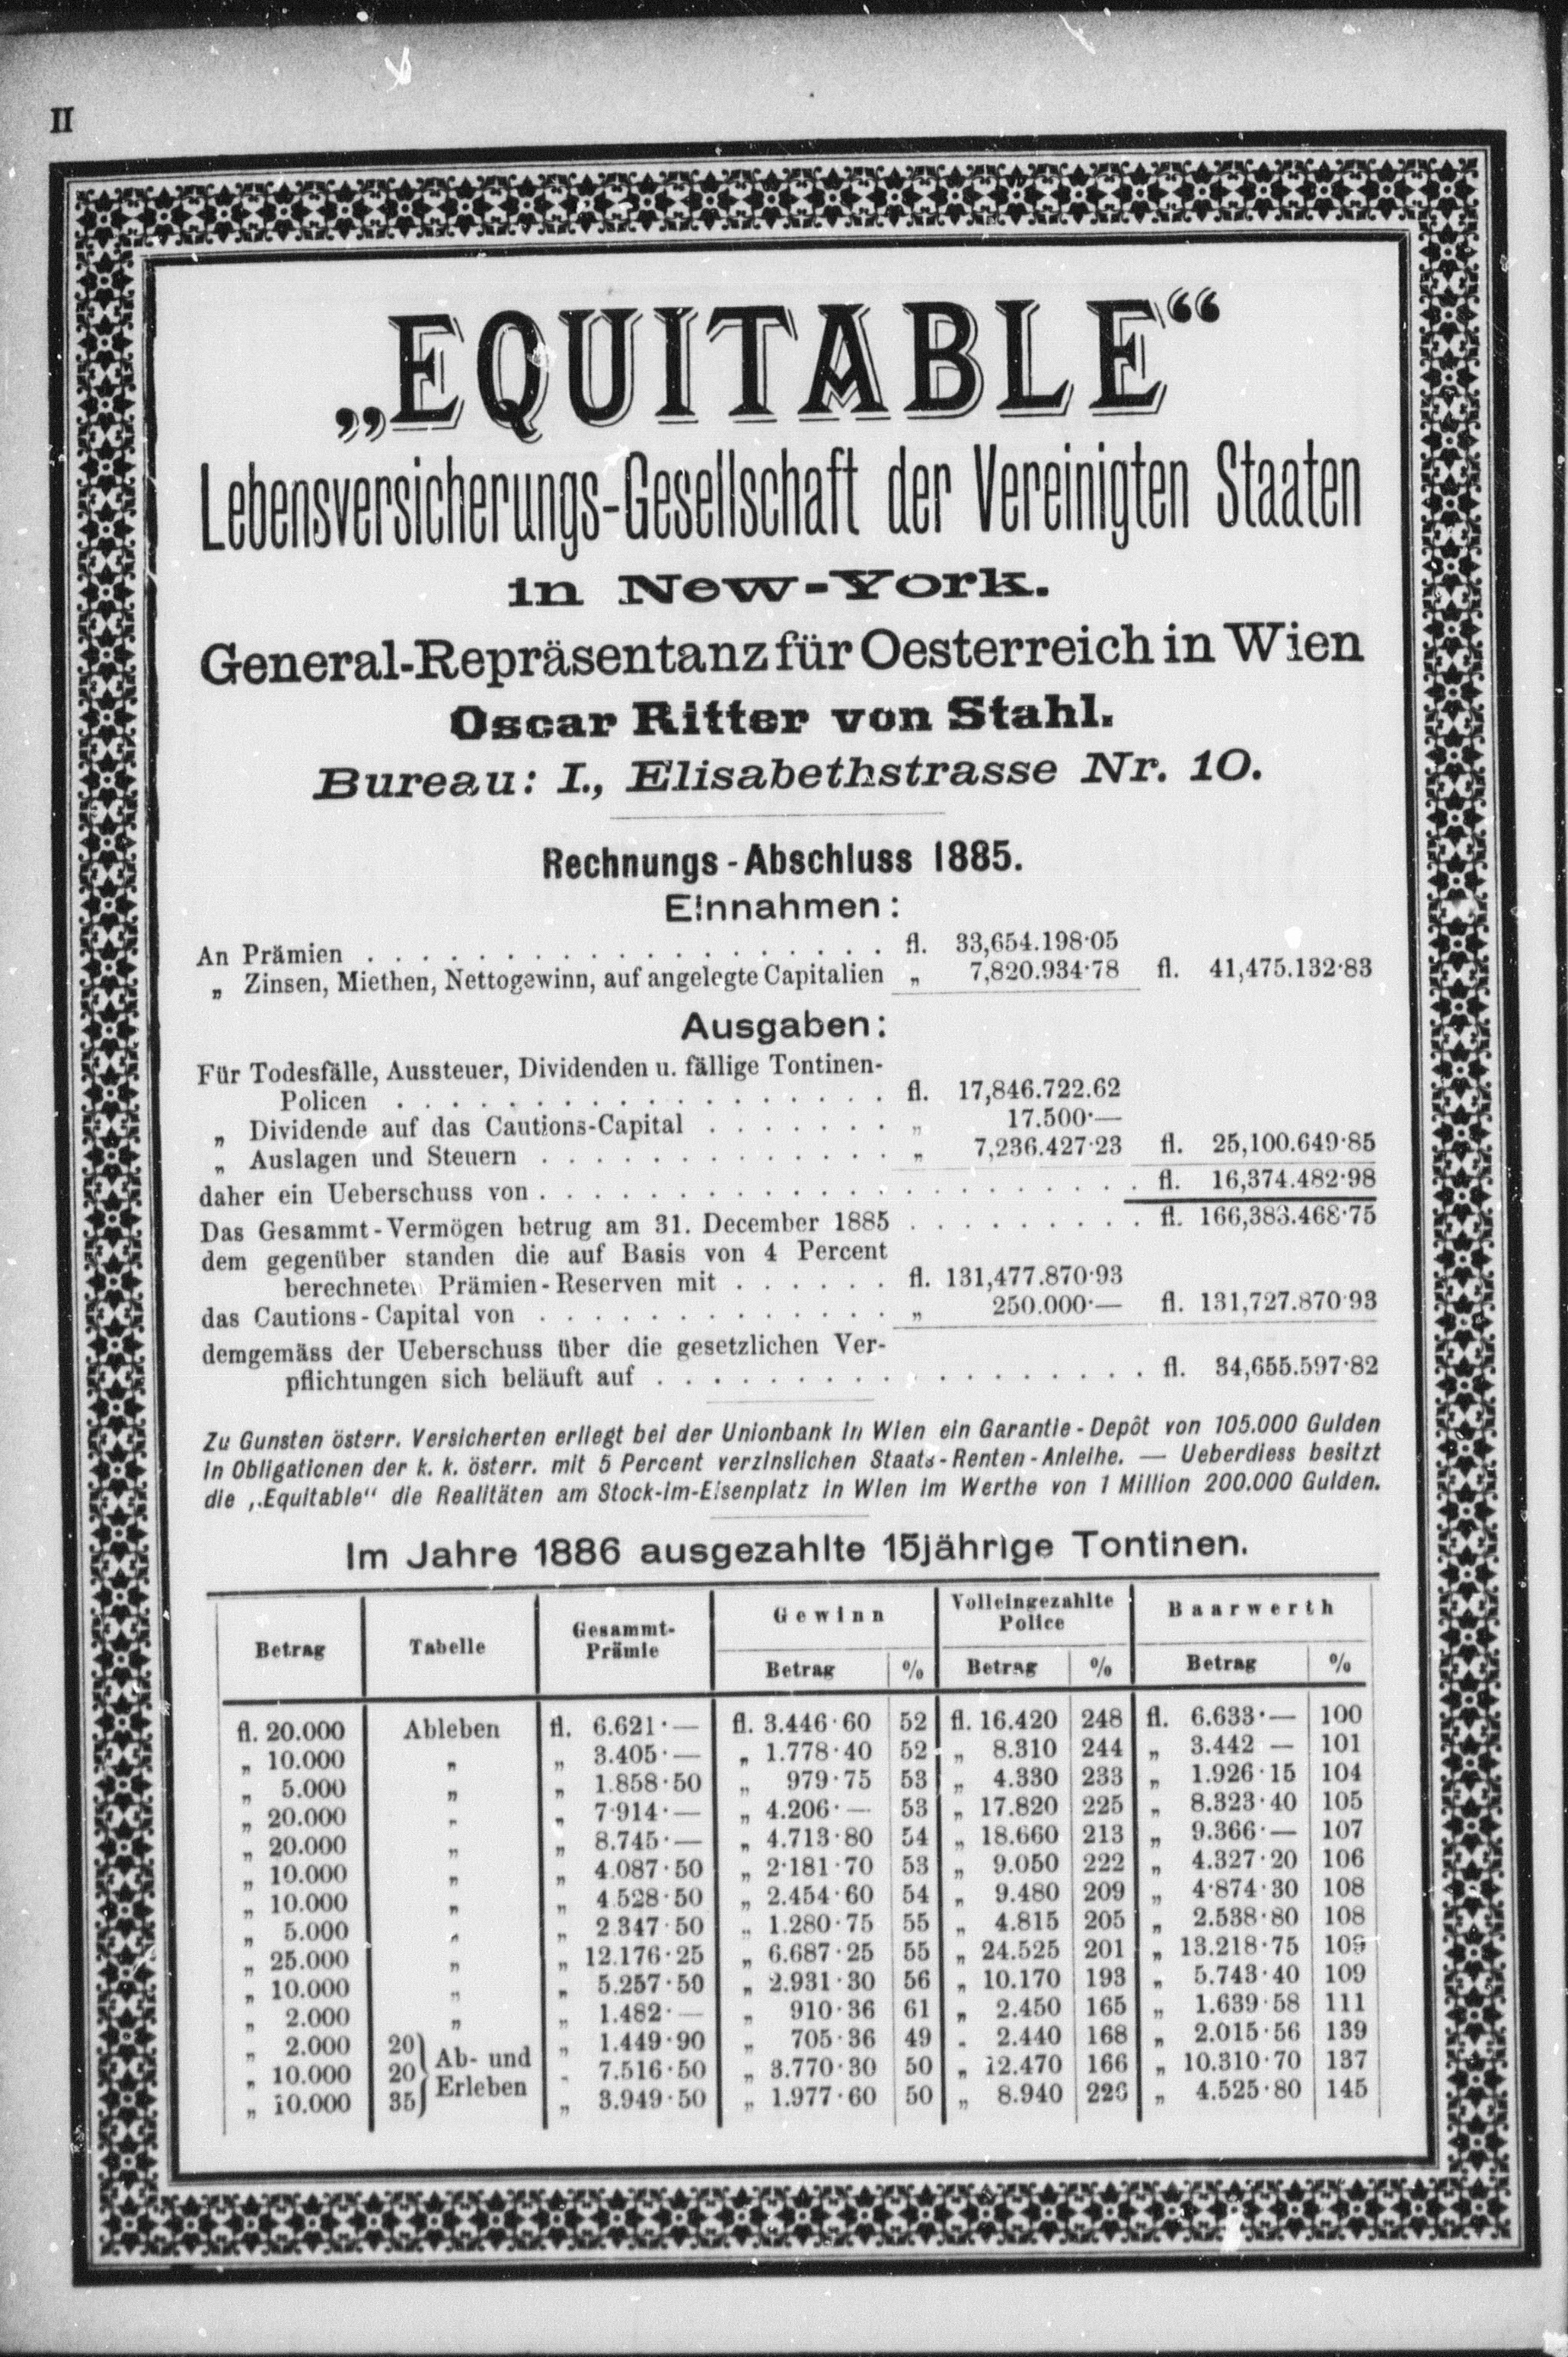 II
„EQUITABLE“
Lebensversicherungs-Gesellschaft der Vereinigten Staaten
in New-York.
General-Repräsentanz für Oesterreich in Wien
Oscar Ritter von Stahl.
Bureau: I., Elisabethstrasse Nr. 10.
Rechnungs-Abschluss 1885.
Einnahmen:
An Prämien . . . . . . . . . . . . . . . . . . . fl. 33,654.198·05
„ Zinsen, Miethen, Nettogewinn, auf angelegte Capitalien „ 7,820.934·78 fl. 41,475.132·83
Ausgaben:
Für Todesfälle, Aussteuer, Dividenden u. fällige Tontinen-
Policen . . . . . . . . . . . . . . . . . . fl. 17,846.722.62
„ Dividende auf das Cautions-Capital . . . . . . . „ 17.500·—
„ Auslagen und Steuern . . . . . . . . . . . . . „ 7,236.427·23 fl. 25,100.649·85
daher ein Ueberschuss von . . . . . . . . . . . . . . . . . . . . . . fl. 16,374.482·98
Das Gesammt-Vermögen betrug am 31. December 1885 . . . . . . . . . fl. 166,383.468·75
dem gegenüber standen die auf Basis von 4 Percent
berechneten Prämien-Reserven mit . . . . . . fl. 131,477.870·93
das Cautions-Capital von . . . . . . . . . . . . . „ 250.000·— fl. 131,727.870·93
demgemäss der Ueberschuss über die gesetzlichen Ver-
pflichtungen sich beläuft auf . . . . . . . . . . . . . . . . . . fl. 34,655.597·82
Zu Gunsten österr. Versicherten erliegt bei der Unionbank in Wien ein Garantie-Depôt von 105.000 Gulden
in Obligationen der k. k. österr. mit 5 Percent verzinslichen Staats-Renten-Anleihe. — Ueberdiess besitzt
die „Equitable“ die Realitäten am Stock-im-Eisenplatz in Wien im Werthe von 1 Million 200.000 Gulden.
Im Jahre 1886 ausgezahlte 15jährige Tontinen.
Betrag Tabelle Gesammt-Prämie Gewinn Volleingezahlte Police Baarwerth
Betrag % Betrag % Betrag %
fl. 20.000 Ableben fl. 6.621·— fl. 3.446·60 52 fl. 16.420 248 fl. 6.633·— 100
„ 10.000 „ „ 3.405·— „ 1.778·40 52 „ 8.310 244 „ 3.442 — 101
„ 5.000 „ „ 1.858·50 „ 979·75 53 „ 4.330 233 „ 1.926·15 104
„ 20.000 „ „ 7·914·— „ 4.206·— 53 „ 17.820 225 „ 8.323·40 105
„ 20.000 „ „ 8.745·— „ 4.713·80 54 „ 18.660 213 „ 9.366·— 107
„ 10.000 „ „ 4.087·50 „ 2·181·70 53 „ 9.050 222 „ 4.327·20 106
„ 10.000 „ „ 4.528·50 „ 2.454·60 54 „ 9.480 209 „ 4·874·30 108
„ 5.000 „ „ 2.347·50 „ 1.280·75 55 „ 4.815 205 „ 2.538·80 108
„ 25.000 „ „ 12.176·25 „ 6.687·25 55 „ 24.525 201 „ 13.218·75 109
„ 10.000 „ „ 5.257·50 „ 2.931·30 56 „ 10.170 193 „ 5.743·40 109
„ 2.000 „ „ 1.482·— „ 910·36 61 „ 2.450 165 „ 1.639·58 111
„ 2.000 20 „ 1.449·90 „ 705·36 49 „ 2.440 168 „ 2.015·56 139
„ 10.000 20 Ab- und Erleben „ 7.516·50 „ 3.770·30 50 „ 12.470 166 „ 10.310·70 137
„ 10.000 35 „ 3.949·50 „ 1.977·60 50 „ 8.940 226 „ 4.525·80 145